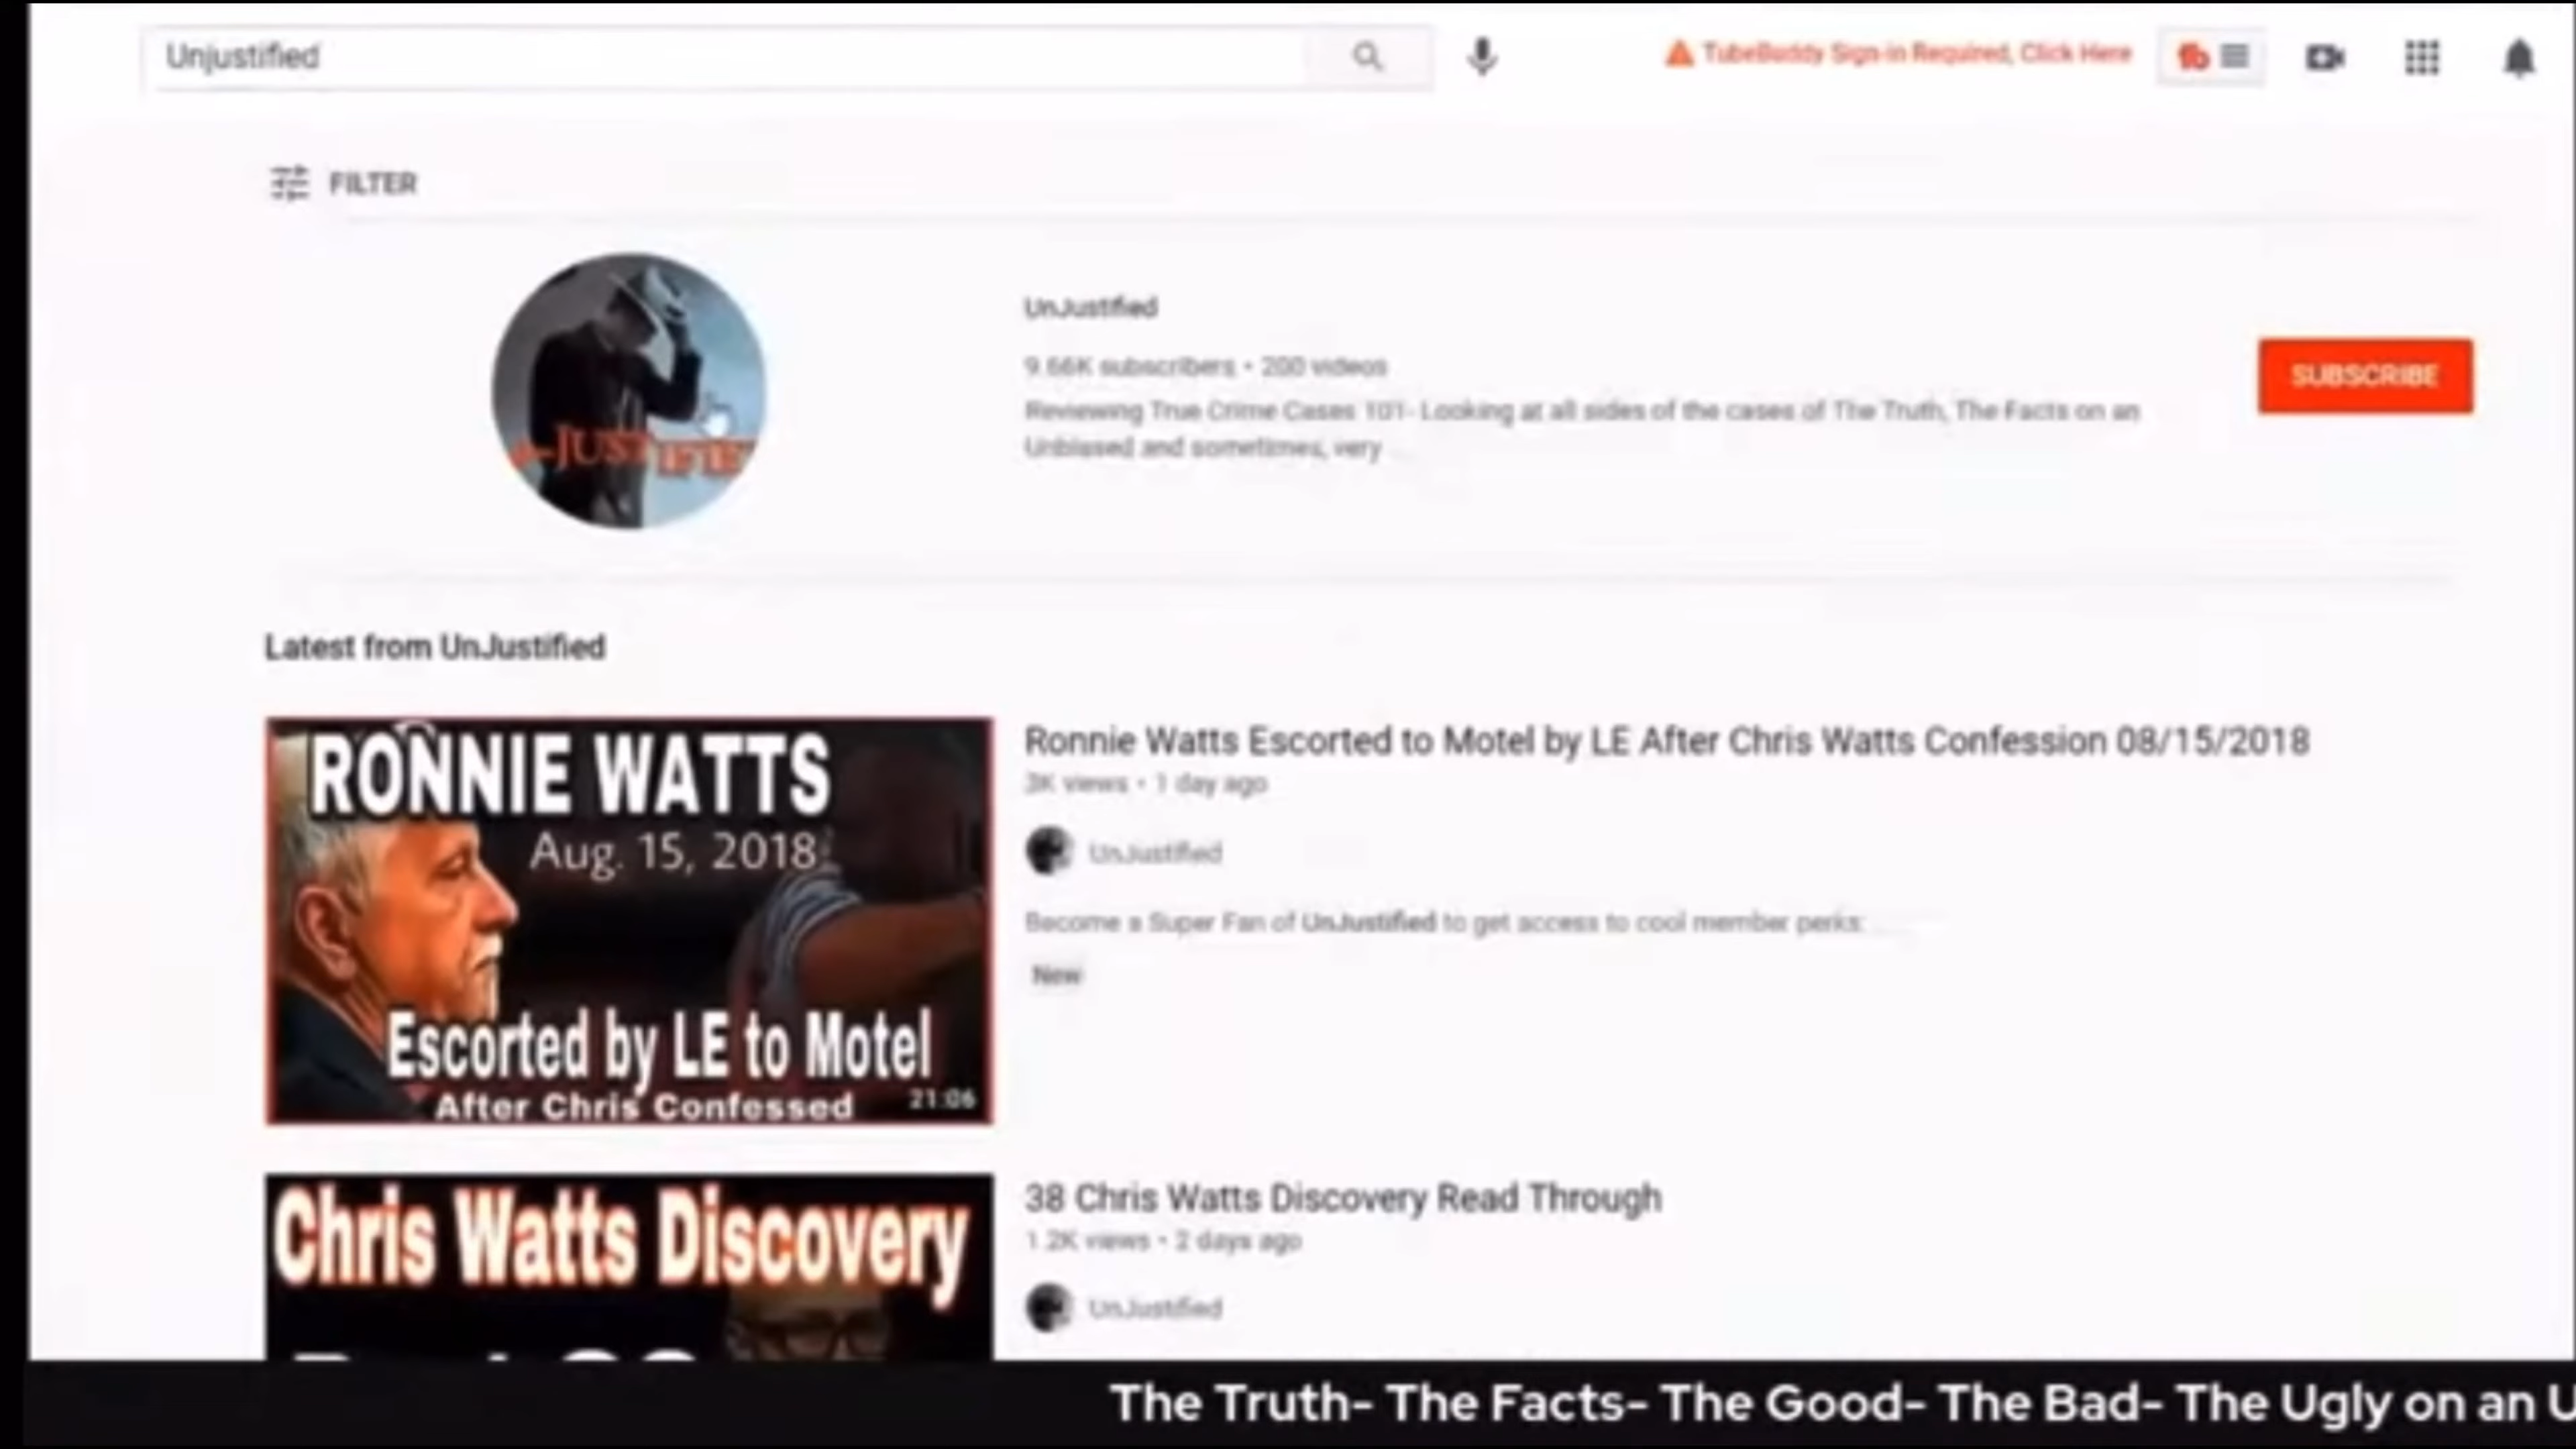 Unjustified
TubeBuddy Sign-in Required, Click Here
FILTER
UnJustified
9.66K subscribers • 200 videos
Reviewing True Crime Cases 101- Looking at all sides of the cases of The Truth, The Facts on an
Unbiased and sometimes, very ...
SUBSCRIBE
Latest from UnJustified
RONNIE WATTS
Aug. 15, 2018
Escorted by LE to Motel
After Chris Confessed
21:06
Ronnie Watts Escorted to Motel by LE After Chris Watts Confession 08/15/2018
3K views • 1 day ago
UnJustified
Become a Super Fan of UnJustified to get access to cool member perks:
New
Chris Watts Discovery
38 Chris Watts Discovery Read Through
1.2K views • 2 days ago
UnJustified
The Truth- The Facts- The Good- The Bad- The Ugly on an U